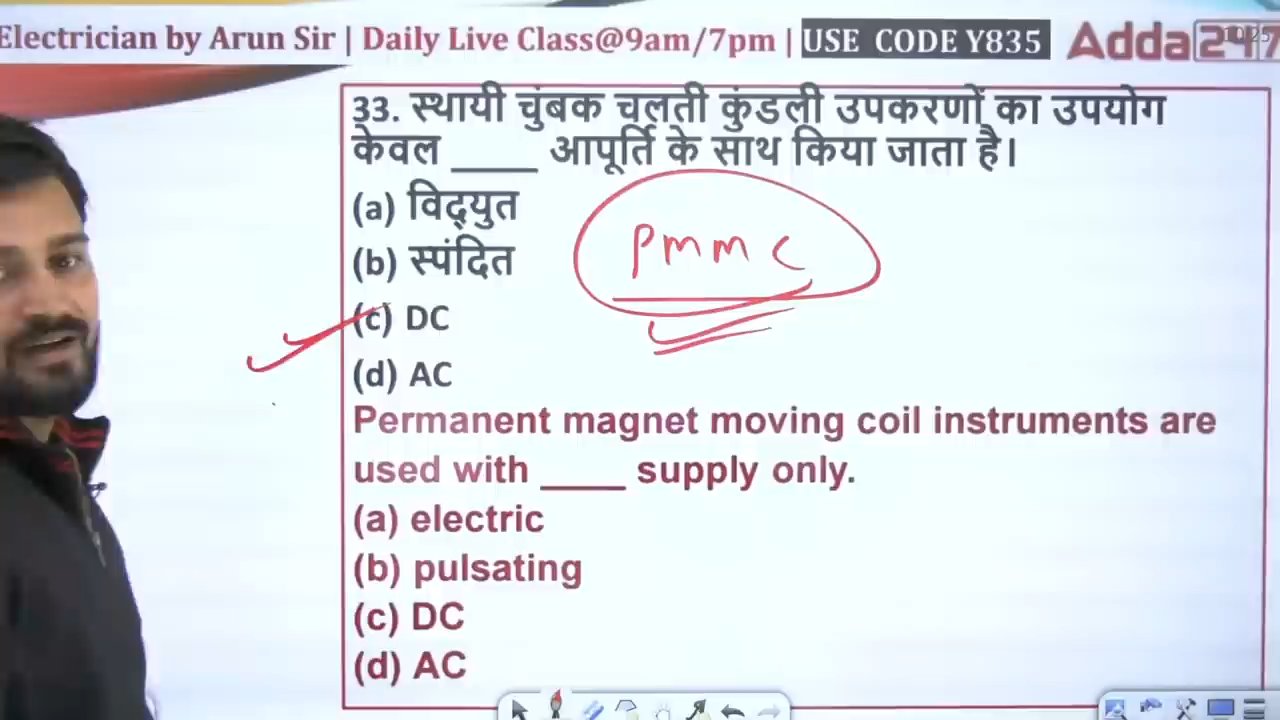 Electrician by Arun Sir | Daily Live Class@9am/7pm | USE CODE Y835 Adda247
33. स्थायी चुंबक चलती कुंडली उपकरणों का उपयोग
केवल ____ आपूर्ति के साथ किया जाता है।
(a) विद्युत
(b) स्पंदित
PMMC
(c) DC
(d) AC
Permanent magnet moving coil instruments are
used with ____ supply only.
(a) electric
(b) pulsating
(c) DC
(d) AC